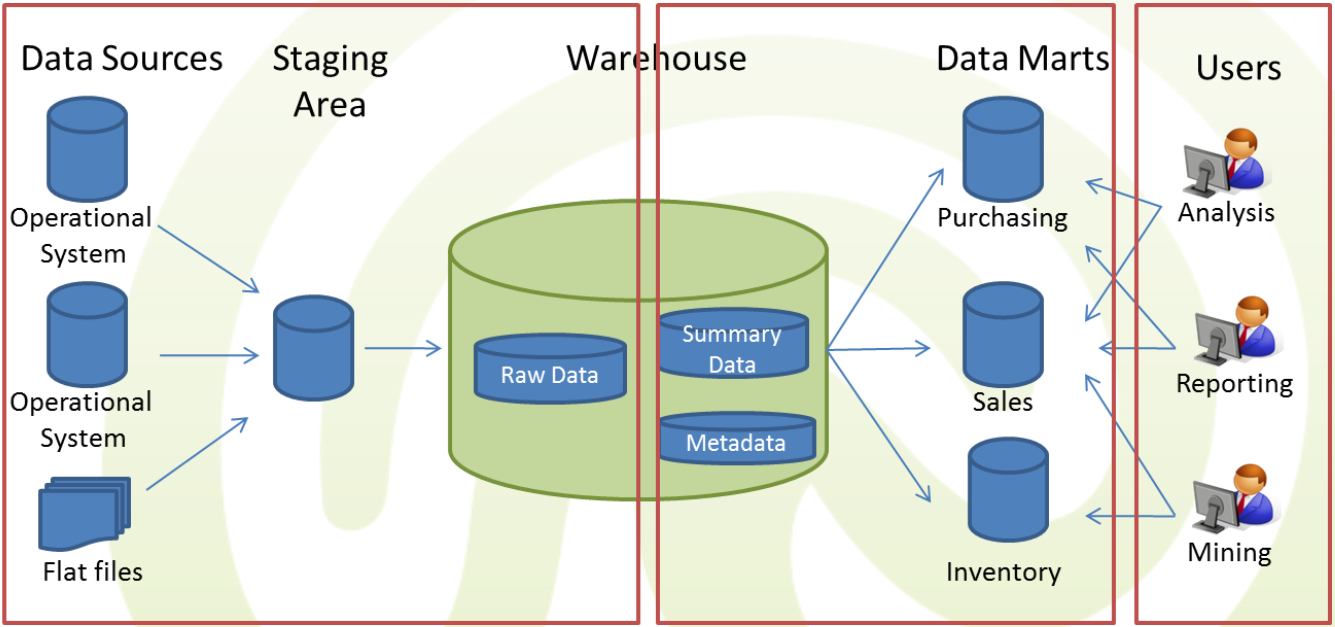 Data Sources
Staging
Area
Warehouse
Data Marts
Users
Operational
System
Operational
System
Flat files
Raw Data
Summary
Data
Metadata
Purchasing
Sales
Inventory
Analysis
Reporting
Mining